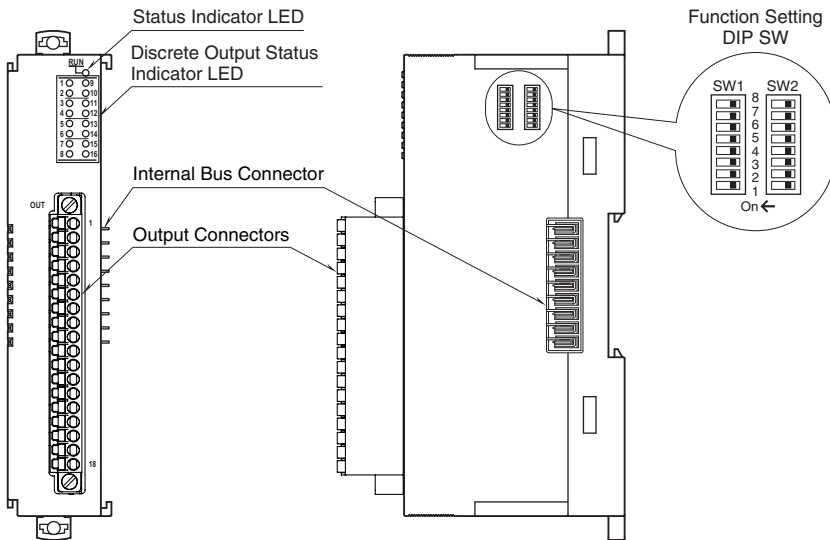 Status Indicator LED
Discrete Output Status
Indicator LED
RUN
1 9
2 10
3 11
4 12
5 13
6 14
7 15
8 16
Internal Bus Connector
OUT
1
Output Connectors
18
Function Setting
DIP SW
SW1 SW2
8
7
6
5
4
3
2
1
On ←